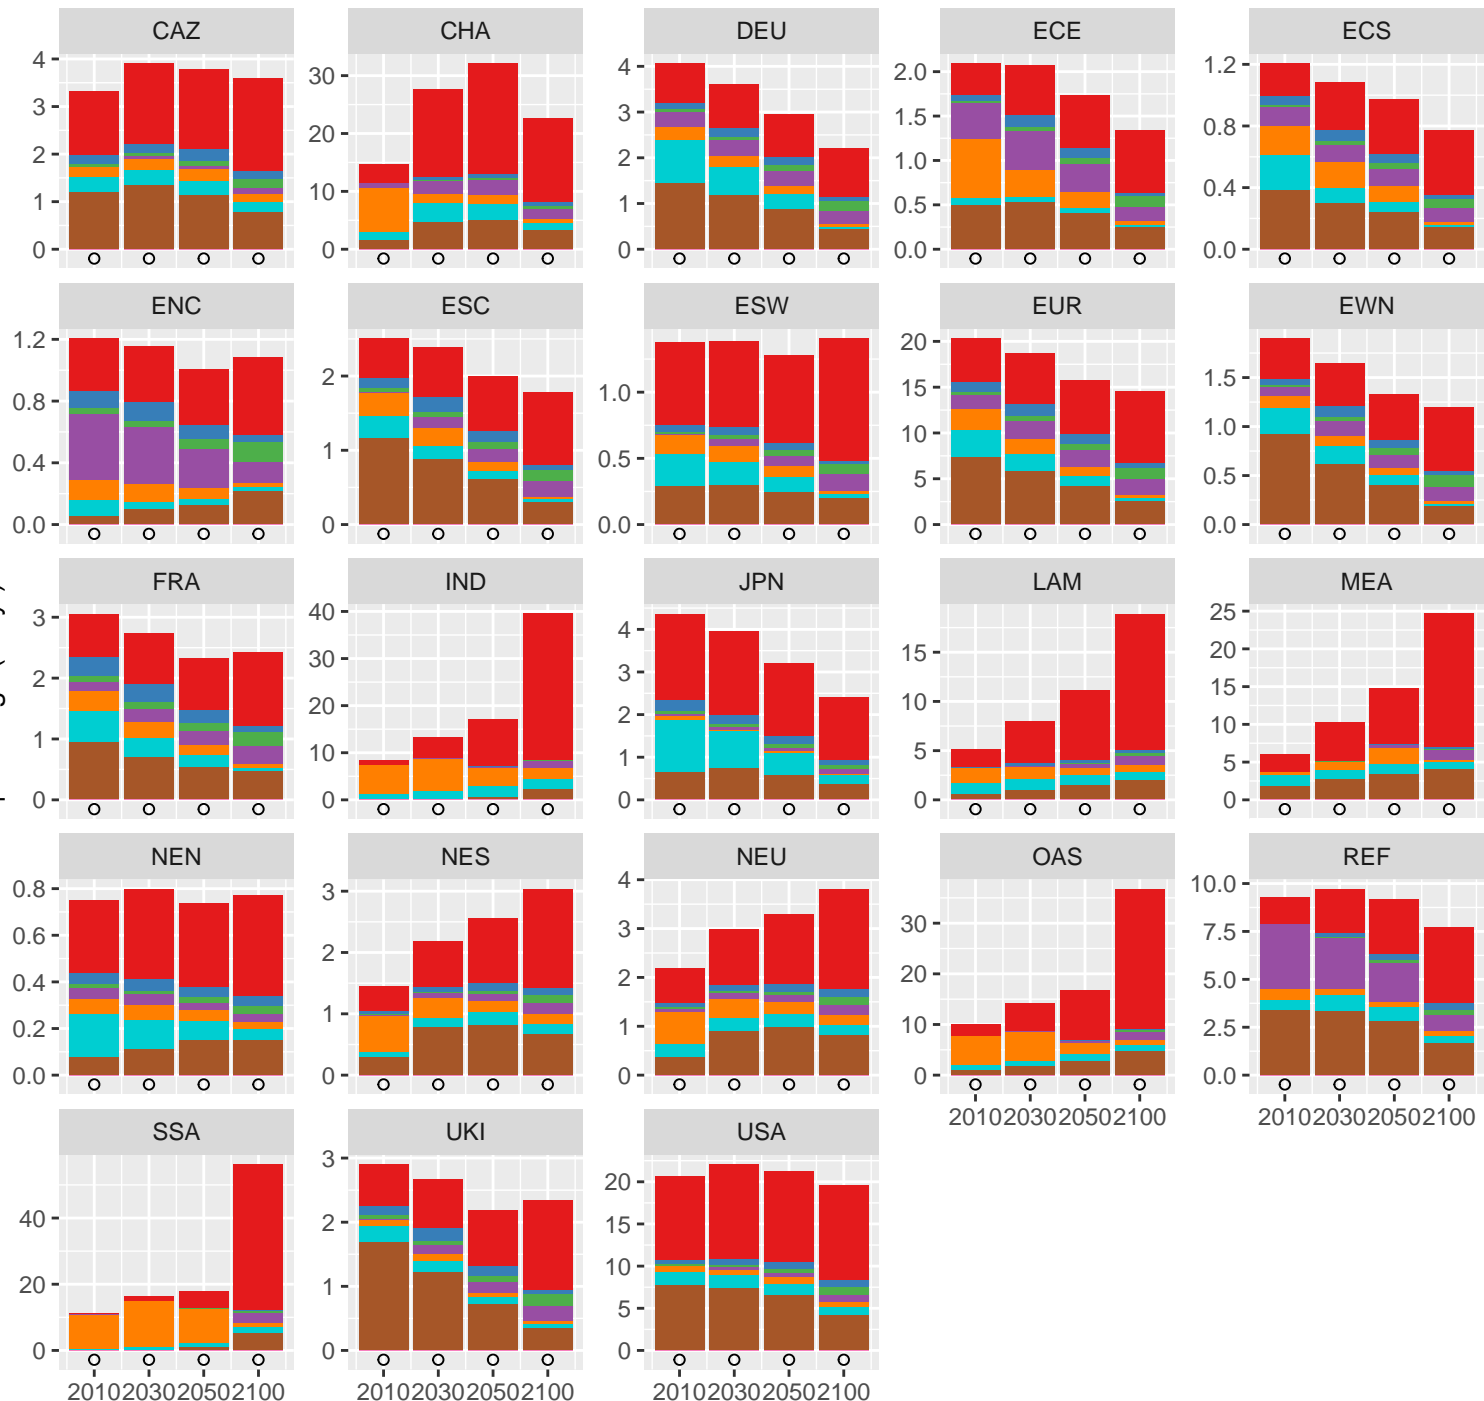 CAZ CHA DEU ECE ECS
4 3 2 1 0
30 20 10 0
4 3 2 1 0
2.0 1.5 1.0 0.5 0.0
1.2 0.8 0.4 0.0
ENC ESC ESW EUR EWN
1.2 0.8 0.4 0.0
2 1 0
1.0 0.5 0.0
20 15 10 5 0
1.5 1.0 0.5 0.0
FRA IND JPN LAM MEA
3 2 1 0
40 30 20 10 0
4 3 2 1 0
15 10 5 0
25 20 15 10 5 0
NEN NES NEU OAS REF
0.8 0.6 0.4 0.2 0.0
3 2 1 0
4 3 2 1 0
30 20 10 0
10.0 7.5 5.0 2.5 0.0
2010 2030 2050 2100
2010 2030 2050 2100
SSA UKI USA
40 20 0
3 2 1 0
20 15 10 5 0
2010 2030 2050 2100
2010 2030 2050 2100
2010 2030 2050 2100